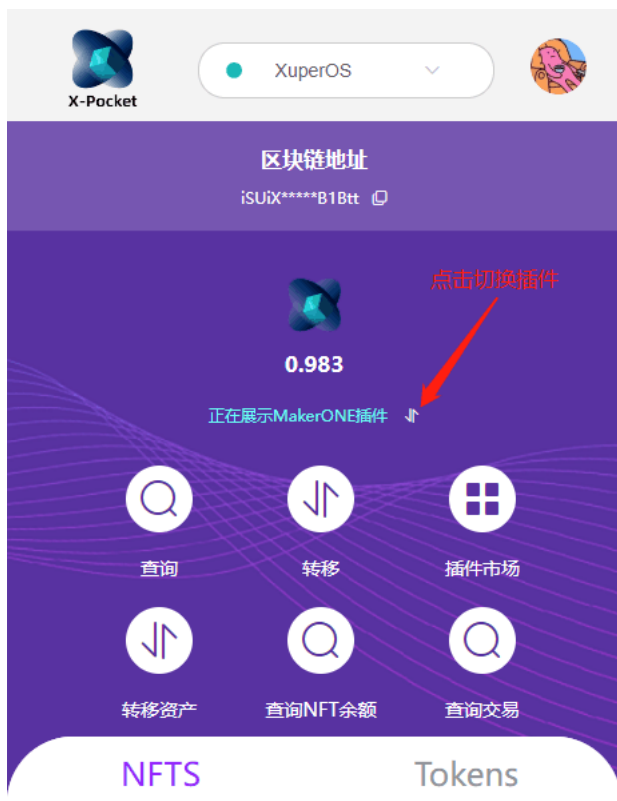 X-Pocket
XuperOS
区块链地址
iSUiX*****B1Btt
点击切换插件
0.983
正在展示MakerONE插件
查询
转移
插件市场
转移资产
查询NFT余额
查询交易
NFTS
Tokens